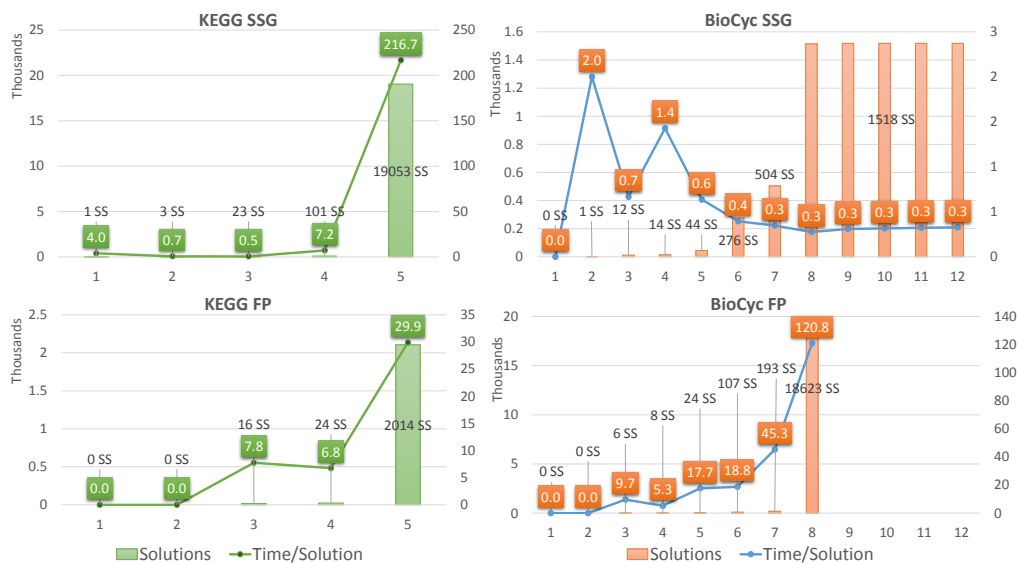 KEGG SSG
Thousands
25
20
15
10
5
0
250
200
150
100
50
0
1 SS
3 SS
23 SS
101 SS
19053 SS
4.0
0.7
0.5
7.2
216.7
1 2 3 4 5
BioCyc SSG
Thousands
1.6
1.4
1.2
1
0.8
0.6
0.4
0.2
0
3
2
2
1
1
0
0 SS
1 SS
12 SS
14 SS
44 SS
276 SS
504 SS
1518 SS
0.0
2.0
0.7
1.4
0.6
0.4
0.3
0.3
0.3
0.3
0.3
0.3
1 2 3 4 5 6 7 8 9 10 11 12
KEGG FP
Thousands
2.5
2
1.5
1
0.5
0
35
30
25
20
15
10
5
0
0 SS
0 SS
16 SS
24 SS
2014 SS
0.0
0.0
7.8
6.8
29.9
1 2 3 4 5
Solutions Time/Solution
BioCyc FP
Thousands
20
15
10
5
0
140
120
100
80
60
40
20
0
0 SS
0 SS
6 SS
8 SS
24 SS
107 SS
193 SS
18623 SS
0.0
0.0
9.7
5.3
17.7
18.8
45.3
120.8
1 2 3 4 5 6 7 8 9 10 11 12
Solutions Time/Solution